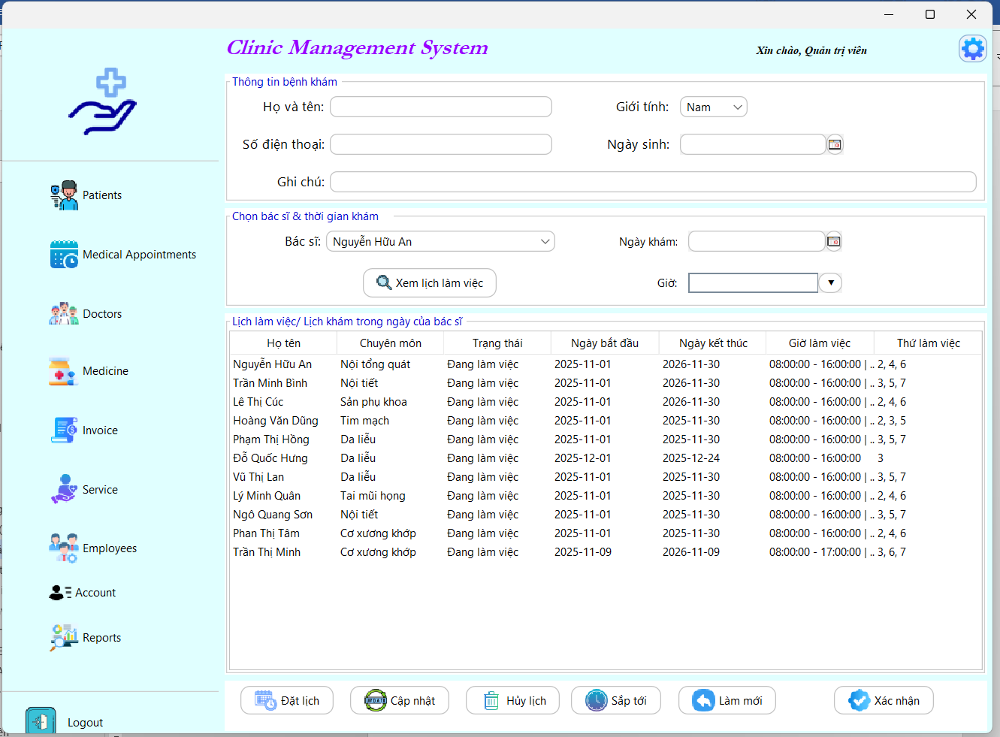 Clinic Management System
Xin chào, Quản trị viên
Patients
Medical Appointments
Doctors
Medicine
Invoice
Service
Employees
Account
Reports
Logout
Thông tin bệnh khám
Họ và tên:
Giới tính: Nam
Số điện thoại:
Ngày sinh:
Ghi chú:
Chọn bác sĩ & thời gian khám
Bác sĩ: Nguyễn Hữu An
Ngày khám:
Xem lịch làm việc
Giờ:
Lịch làm việc/ Lịch khám trong ngày của bác sĩ
Họ tên Chuyên môn Trạng thái Ngày bắt đầu Ngày kết thúc Giờ làm việc Thứ làm việc
Nguyễn Hữu An Nội tổng quát Đang làm việc 2025-11-01 2026-11-30 08:00:00 - 16:00:00 | .. 2, 4, 6
Trần Minh Bình Nội tiết Đang làm việc 2025-11-01 2026-11-30 08:00:00 - 16:00:00 | .. 3, 5, 7
Lê Thị Cúc Sản phụ khoa Đang làm việc 2025-11-01 2026-11-30 08:00:00 - 16:00:00 | .. 2, 4, 6
Hoàng Văn Dũng Tim mạch Đang làm việc 2025-11-01 2026-11-30 08:00:00 - 16:00:00 | .. 2, 3, 5
Phạm Thị Hồng Da liễu Đang làm việc 2025-11-01 2025-11-30 08:00:00 - 16:00:00 | .. 3, 5, 7
Đỗ Quốc Hưng Da liễu Đang làm việc 2025-12-01 2025-12-24 08:00:00 - 16:00:00 3
Vũ Thị Lan Da liễu Đang làm việc 2025-11-01 2025-11-30 08:00:00 - 16:00:00 | .. 3, 5, 7
Lý Minh Quân Tai mũi họng Đang làm việc 2025-11-01 2025-11-30 08:00:00 - 16:00:00 | .. 2, 4, 6
Ngô Quang Sơn Nội tiết Đang làm việc 2025-11-01 2025-11-30 08:00:00 - 16:00:00 | .. 3, 5, 7
Phan Thị Tâm Cơ xương khớp Đang làm việc 2025-11-01 2025-11-30 08:00:00 - 16:00:00 | .. 2, 4, 6
Trần Thị Minh Cơ xương khớp Đang làm việc 2025-11-09 2026-11-09 08:00:00 - 17:00:00 | .. 3, 6, 7
Đặt lịch
UPDATE
Cập nhật
Hủy lịch
Sắp tới
Làm mới
Xác nhận